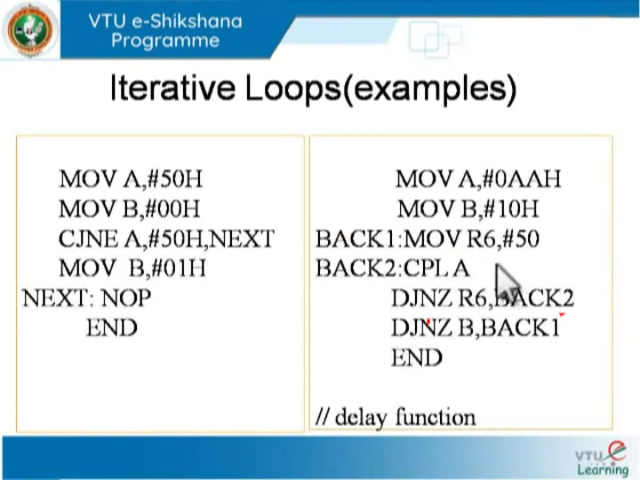 VTU e-Shikshana
Programme
Iterative Loops(examples)
MOV A,#50H
MOV B,#00H
CJNE A,#50H,NEXT
MOV B,#01H
NEXT: NOP
END
MOV A,#0AAH
MOV B,#10H
BACK1:MOV R6,#50
BACK2:CPL A
DJNZ R6,BACK2
DJNZ B,BACK1
END
// delay function
VTU e
Learning